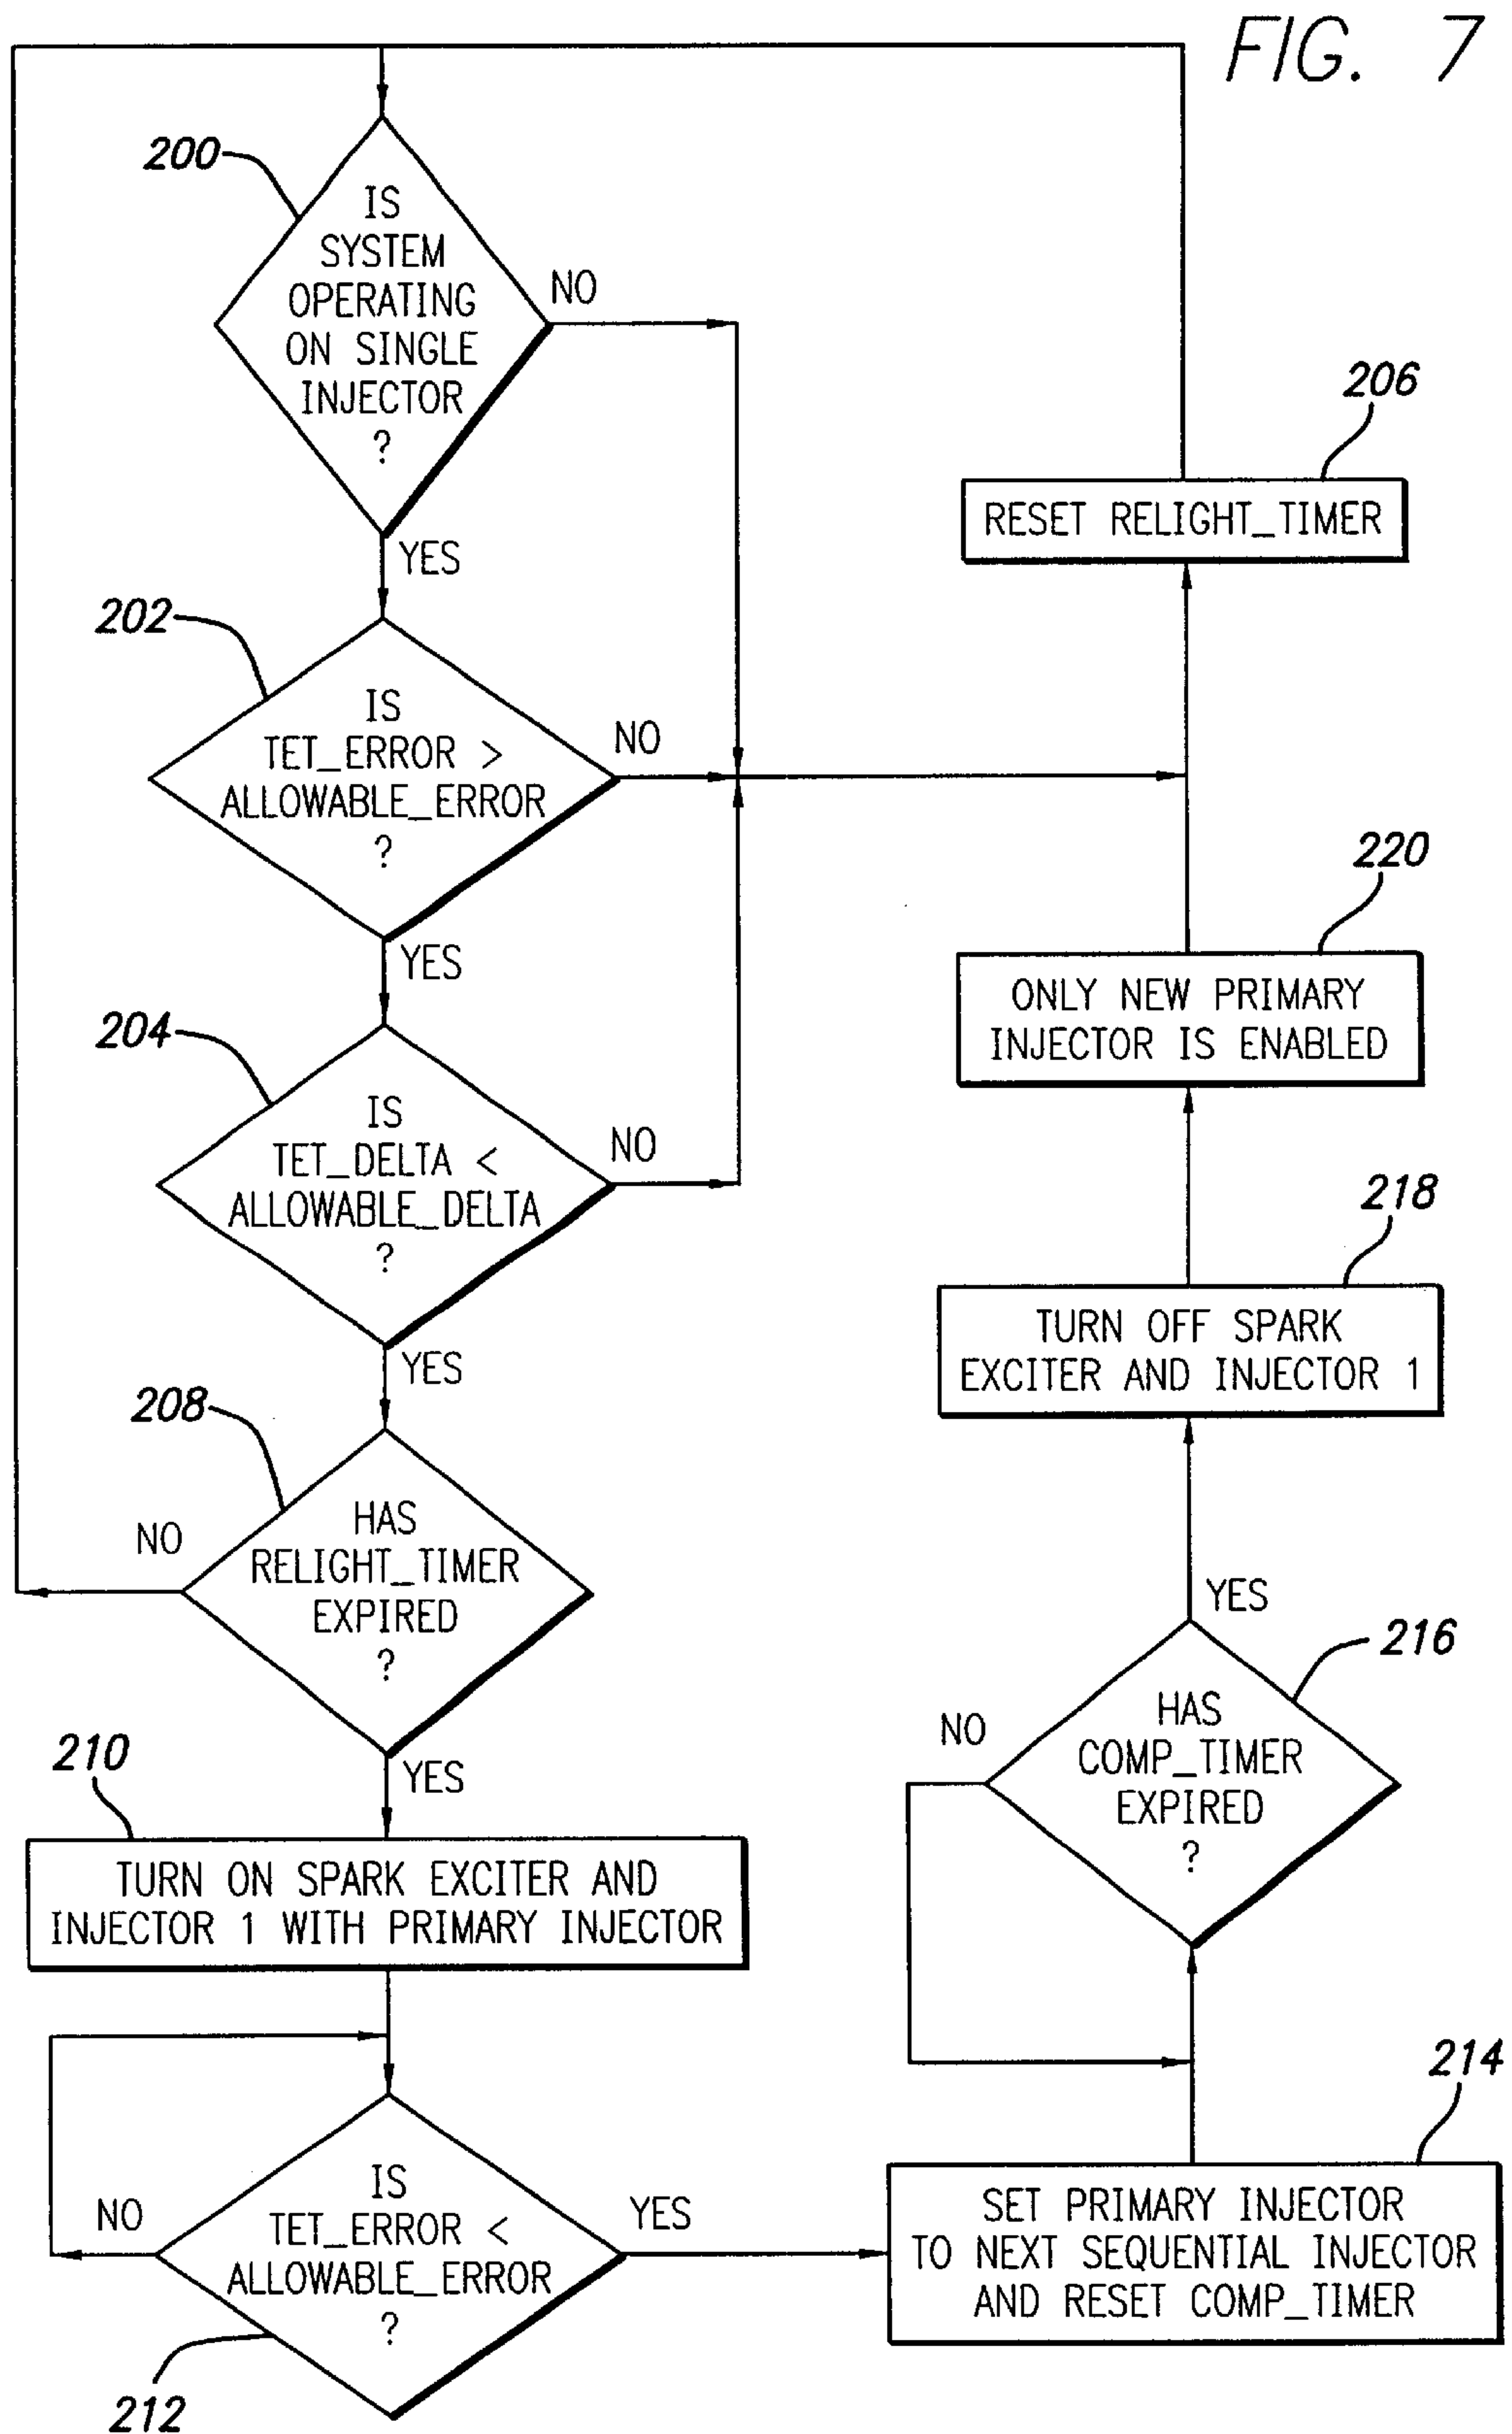 FIG. 7
200
IS
SYSTEM
OPERATING
ON SINGLE
INJECTOR
?
NO
YES
202
IS
TET_ERROR >
ALLOWABLE_ERROR
?
NO
YES
204
IS
TET_DELTA <
ALLOWABLE_DELTA
?
NO
YES
208
HAS
RELIGHT_TIMER
EXPIRED
?
NO
YES
210
TURN ON SPARK EXCITER AND
INJECTOR 1 WITH PRIMARY INJECTOR
IS
TET_ERROR <
ALLOWABLE_ERROR
?
NO
YES
212
214
SET PRIMARY INJECTOR
TO NEXT SEQUENTIAL INJECTOR
AND RESET COMP_TIMER
216
HAS
COMP_TIMER
EXPIRED
?
NO
YES
218
TURN OFF SPARK
EXCITER AND INJECTOR 1
220
ONLY NEW PRIMARY
INJECTOR IS ENABLED
206
RESET RELIGHT_TIMER